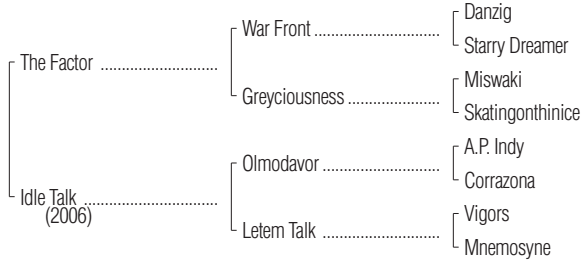 Danzig
War Front
Starry Dreamer
The Factor
Miswaki
Greyciousness
Skatingonthinice
A.P. Indy
Olmodavor
Corrazona
Idle Talk
(2006)
Vigors
Letem Talk
Mnemosyne